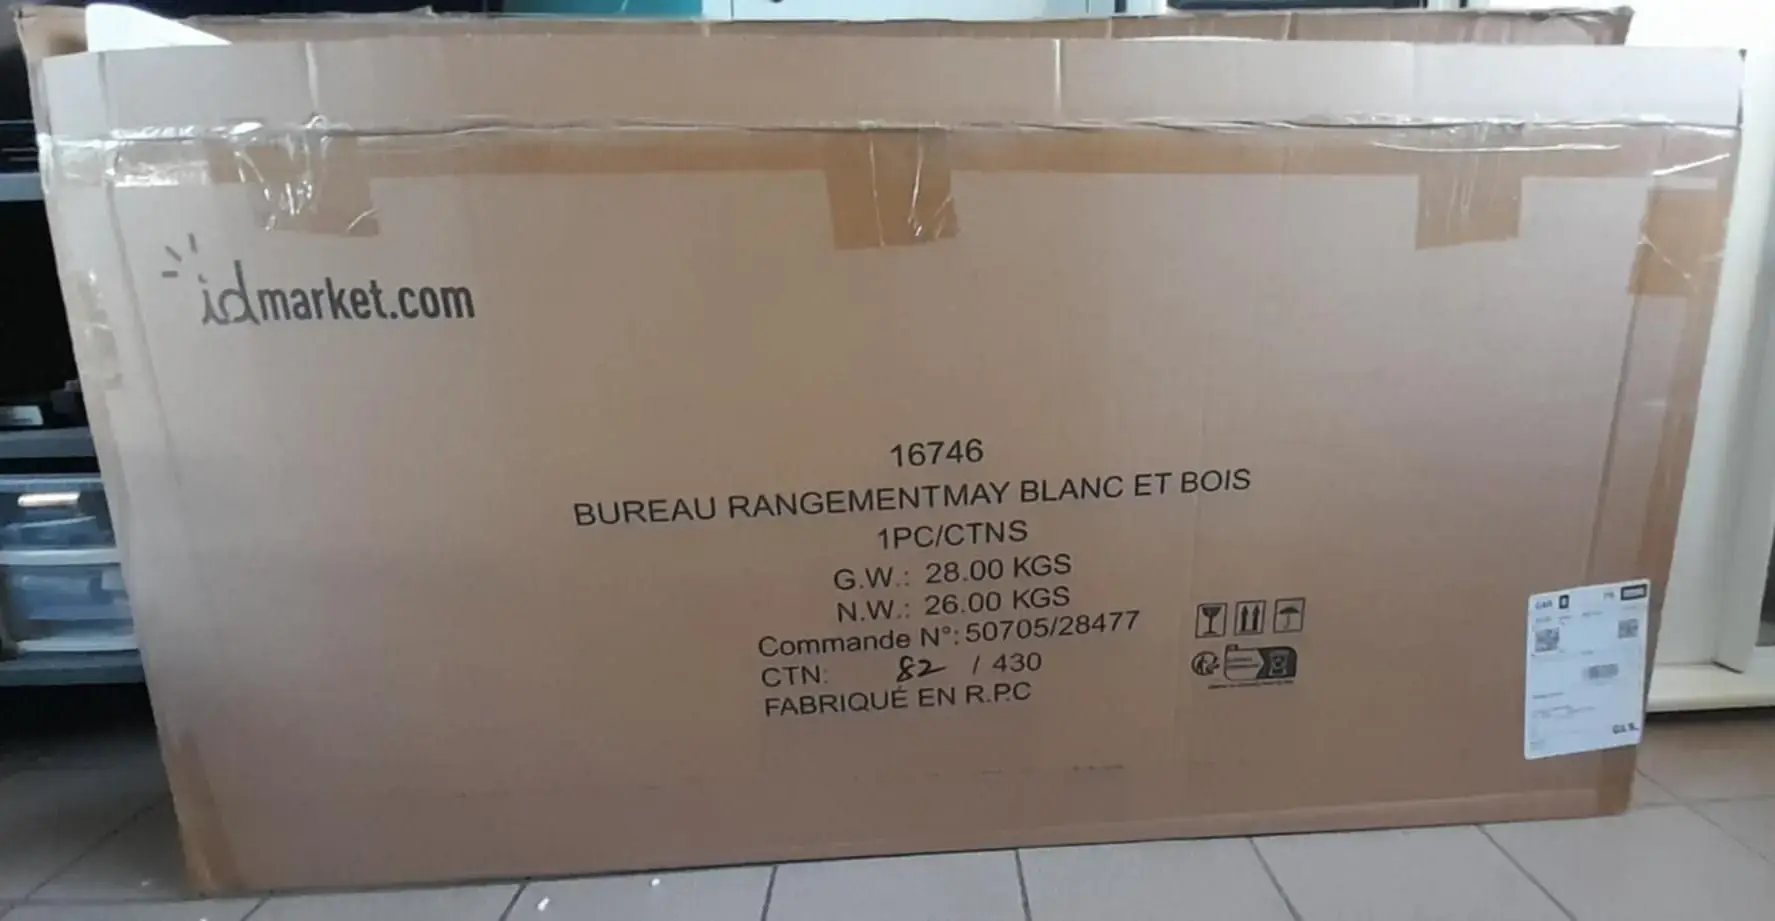 idmarket.com
16746
BUREAU RANGEMENTMAY BLANC ET BOIS
1PC/CTNS
G.W.: 28.00 KGS
N.W.: 26.00 KGS
Commande N°: 50705/28477
CTN: 82 / 430
FABRIQUÉ EN R.P.C
GLS.